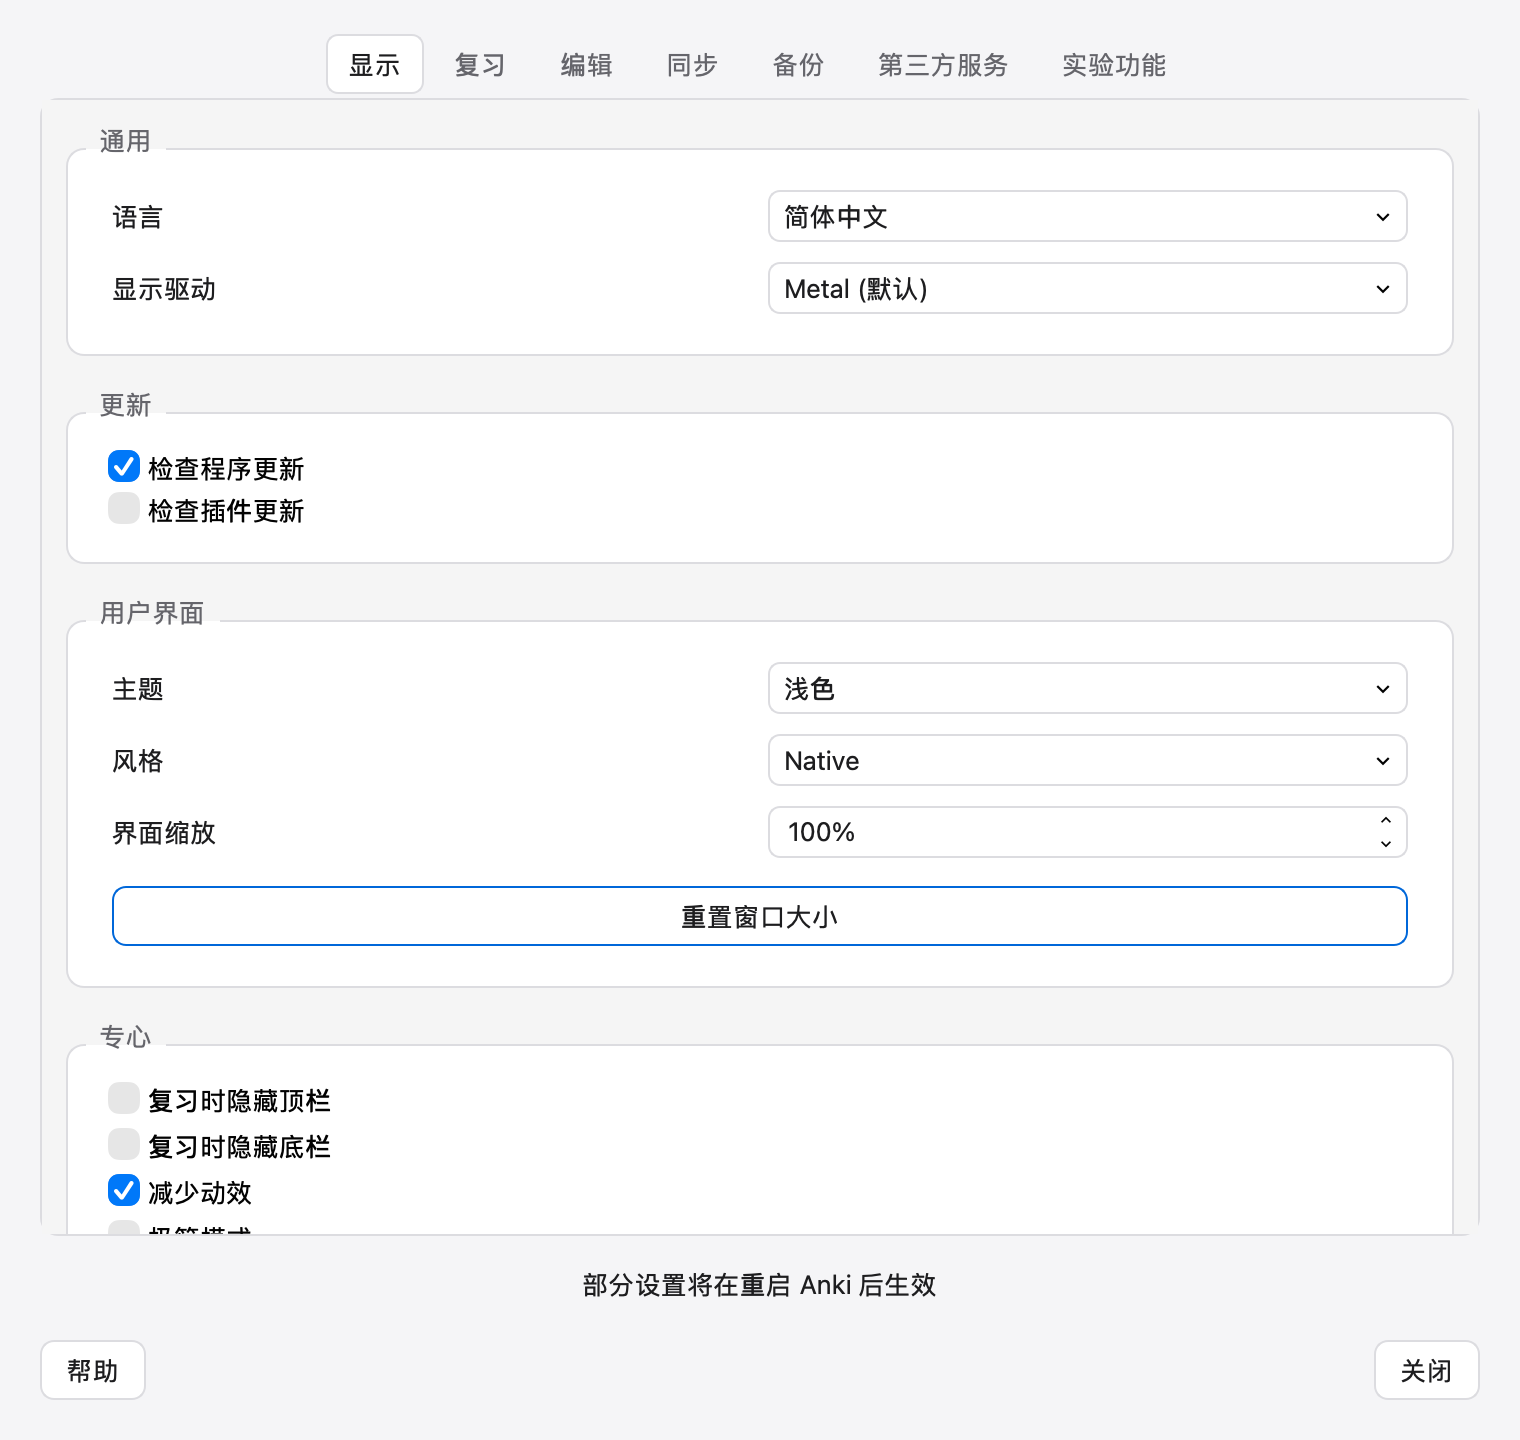 显示 复习 编辑 同步 备份 第三方服务 实验功能
通用
语言 简体中文
显示驱动 Metal (默认)
更新
检查程序更新
检查插件更新
用户界面
主题 浅色
风格 Native
界面缩放 100%
重置窗口大小
专心
复习时隐藏顶栏
复习时隐藏底栏
减少动效
部分设置将在重启 Anki 后生效
帮助 关闭